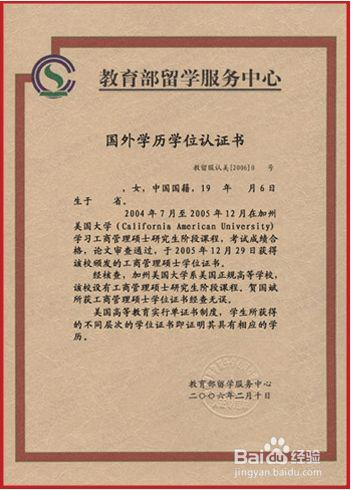 教育部留学服务中心
国外学历学位认证书
教留服认美[2006]0 号
，女，中国国籍，19 年 月6日
生于 省。
2004年7月至2005年12月在加州
美国大学(California American University)
学习工商管理硕士研究生阶段课程，考试成绩合
格，论文审查通过，于2005年12月29日获得
该校颁发的工商管理硕士学位证书。
经核查，加州美国大学系美国正规高等学校，
该校设有工商管理硕士研究生阶段课程。贺国斌
所获工商管理硕士学位证书经查无误。
美国高等教育实行单证书制度，学生所获得
的不同层次的学位证书即证明其具有相应的学
历。
教育部留学服务中心
二〇〇六年二月十日
Baidu 经验
jingyan.baidu.com